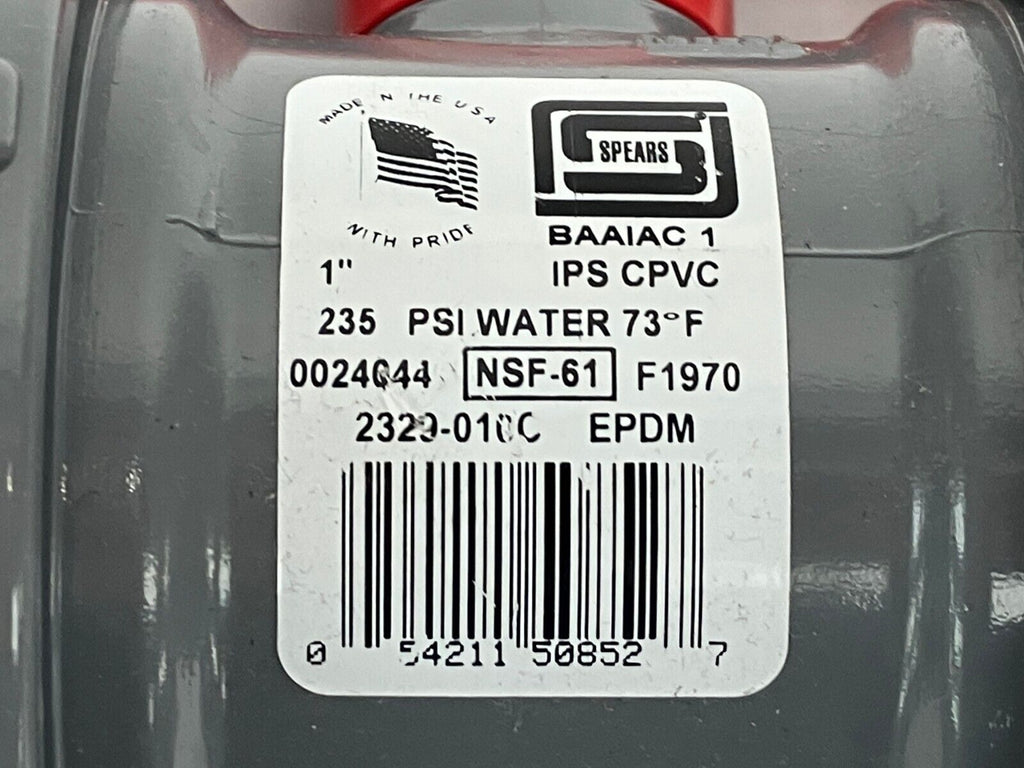 MADE IN THE USA
WITH PRIDE
SPEARS
BAAIAC 1
1" IPS CPVC
235 PSI WATER 73°F
NSF-61 F1970
EPDM
0 54211 50852 7